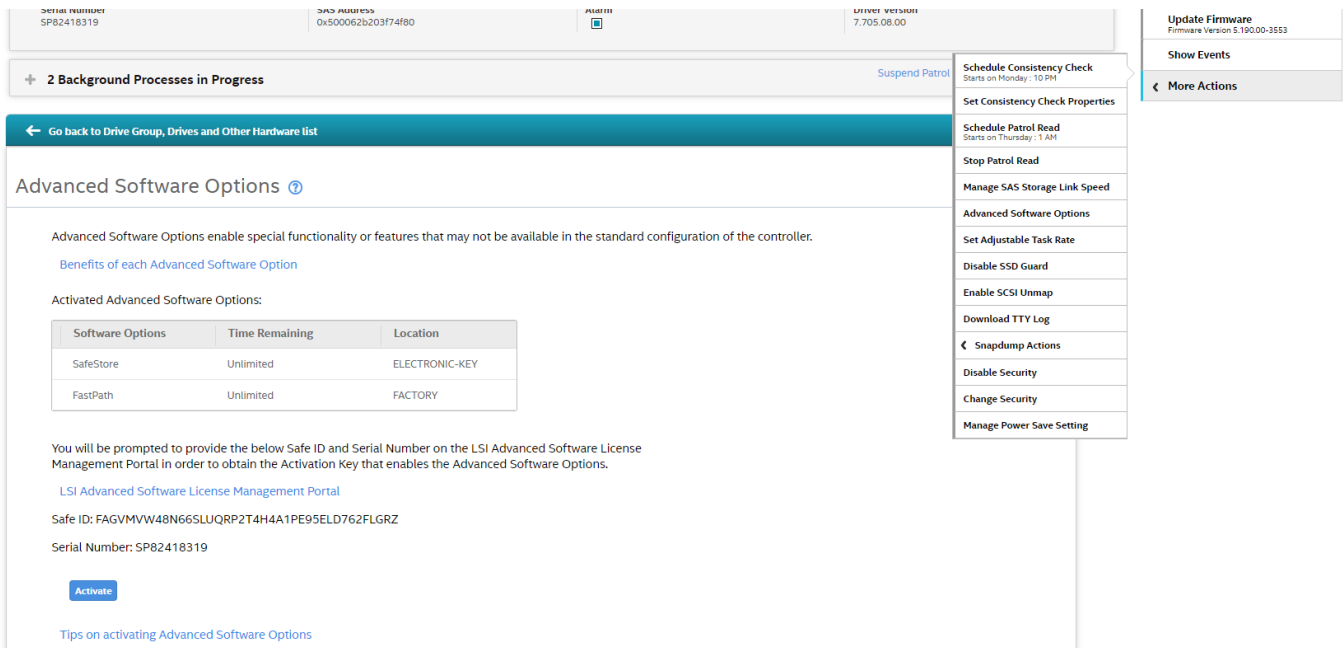 Serial Number
SP82418319
SAS Address
0x500062b203f74f80
Alarm
Driver Version
7.705.08.00
Update Firmware
Firmware Version 5.190.00-3553
Show Events
More Actions
2 Background Processes in Progress
Suspend Patrol
Schedule Consistency Check
Starts on Monday : 10 PM
Set Consistency Check Properties
Schedule Patrol Read
Starts on Thursday : 1 AM
Stop Patrol Read
Manage SAS Storage Link Speed
Advanced Software Options
Set Adjustable Task Rate
Disable SSD Guard
Enable SCSI Unmap
Download TTY Log
Snapdump Actions
Disable Security
Change Security
Manage Power Save Setting
Go back to Drive Group, Drives and Other Hardware list
Advanced Software Options ?
Advanced Software Options enable special functionality or features that may not be available in the standard configuration of the controller.
Benefits of each Advanced Software Option
Activated Advanced Software Options:
Software Options Time Remaining Location
SafeStore Unlimited ELECTRONIC-KEY
FastPath Unlimited FACTORY
You will be prompted to provide the below Safe ID and Serial Number on the LSI Advanced Software License
Management Portal in order to obtain the Activation Key that enables the Advanced Software Options.
LSI Advanced Software License Management Portal
Safe ID: FAGVMVW48N66SLUQRP2T4H4A1PE95ELD762FLGRZ
Serial Number: SP82418319
Activate
Tips on activating Advanced Software Options